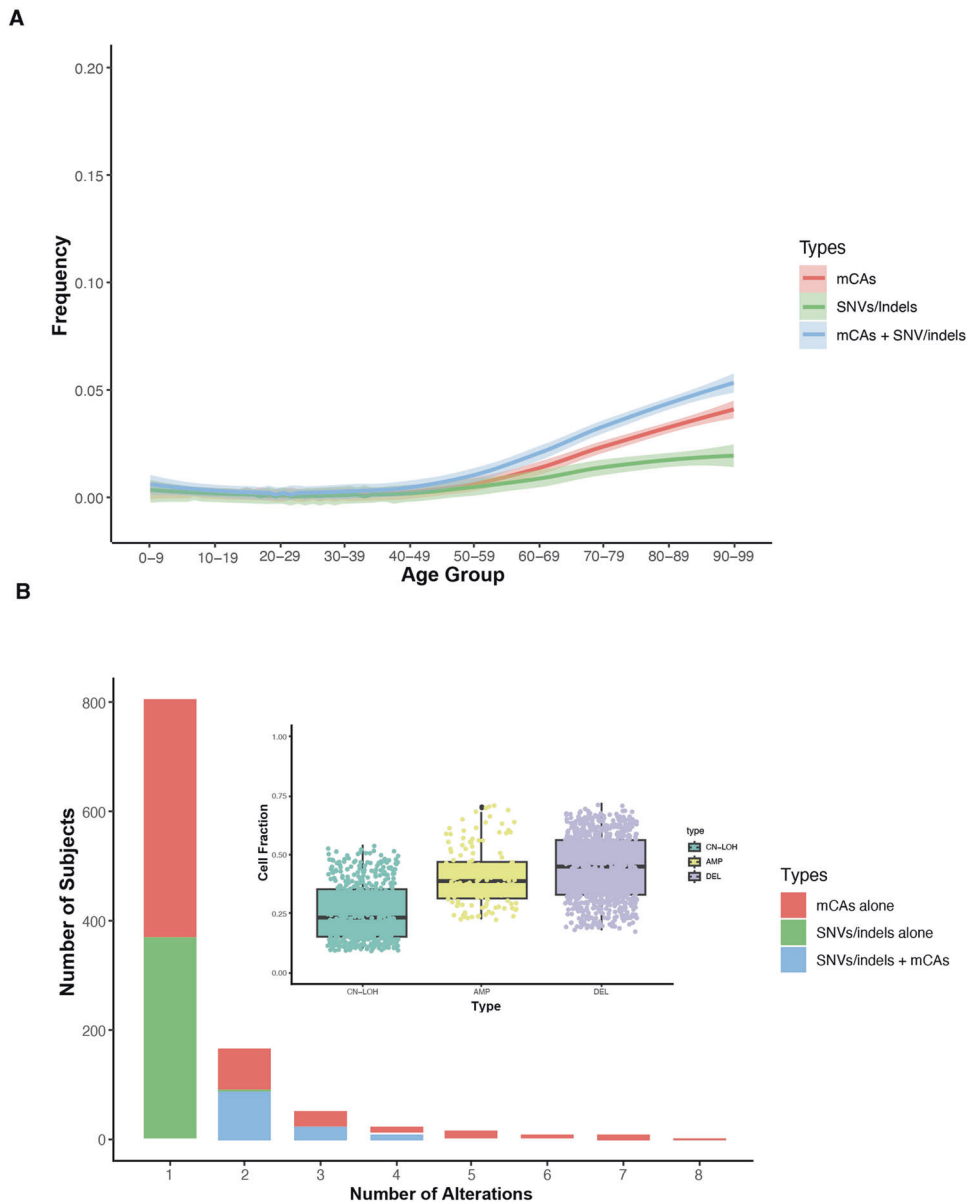 A
0.20
0.15
0.10
0.05
0.00
Frequency
0–9 10–19 20–29 30–39 40–49 50–59 60–69 70–79 80–89 90–99
Age Group
Types
mCAs
SNVs/Indels
mCAs + SNV/indels
B
800
600
400
200
0
Number of Subjects
1 2 3 4 5 6 7 8
Number of Alterations
1.00
0.75
0.50
0.25
0.00
Cell Fraction
CN–LOH AMP DEL
Type
type
CN–LOH
AMP
DEL
Types
mCAs alone
SNVs/indels alone
SNVs/indels + mCAs